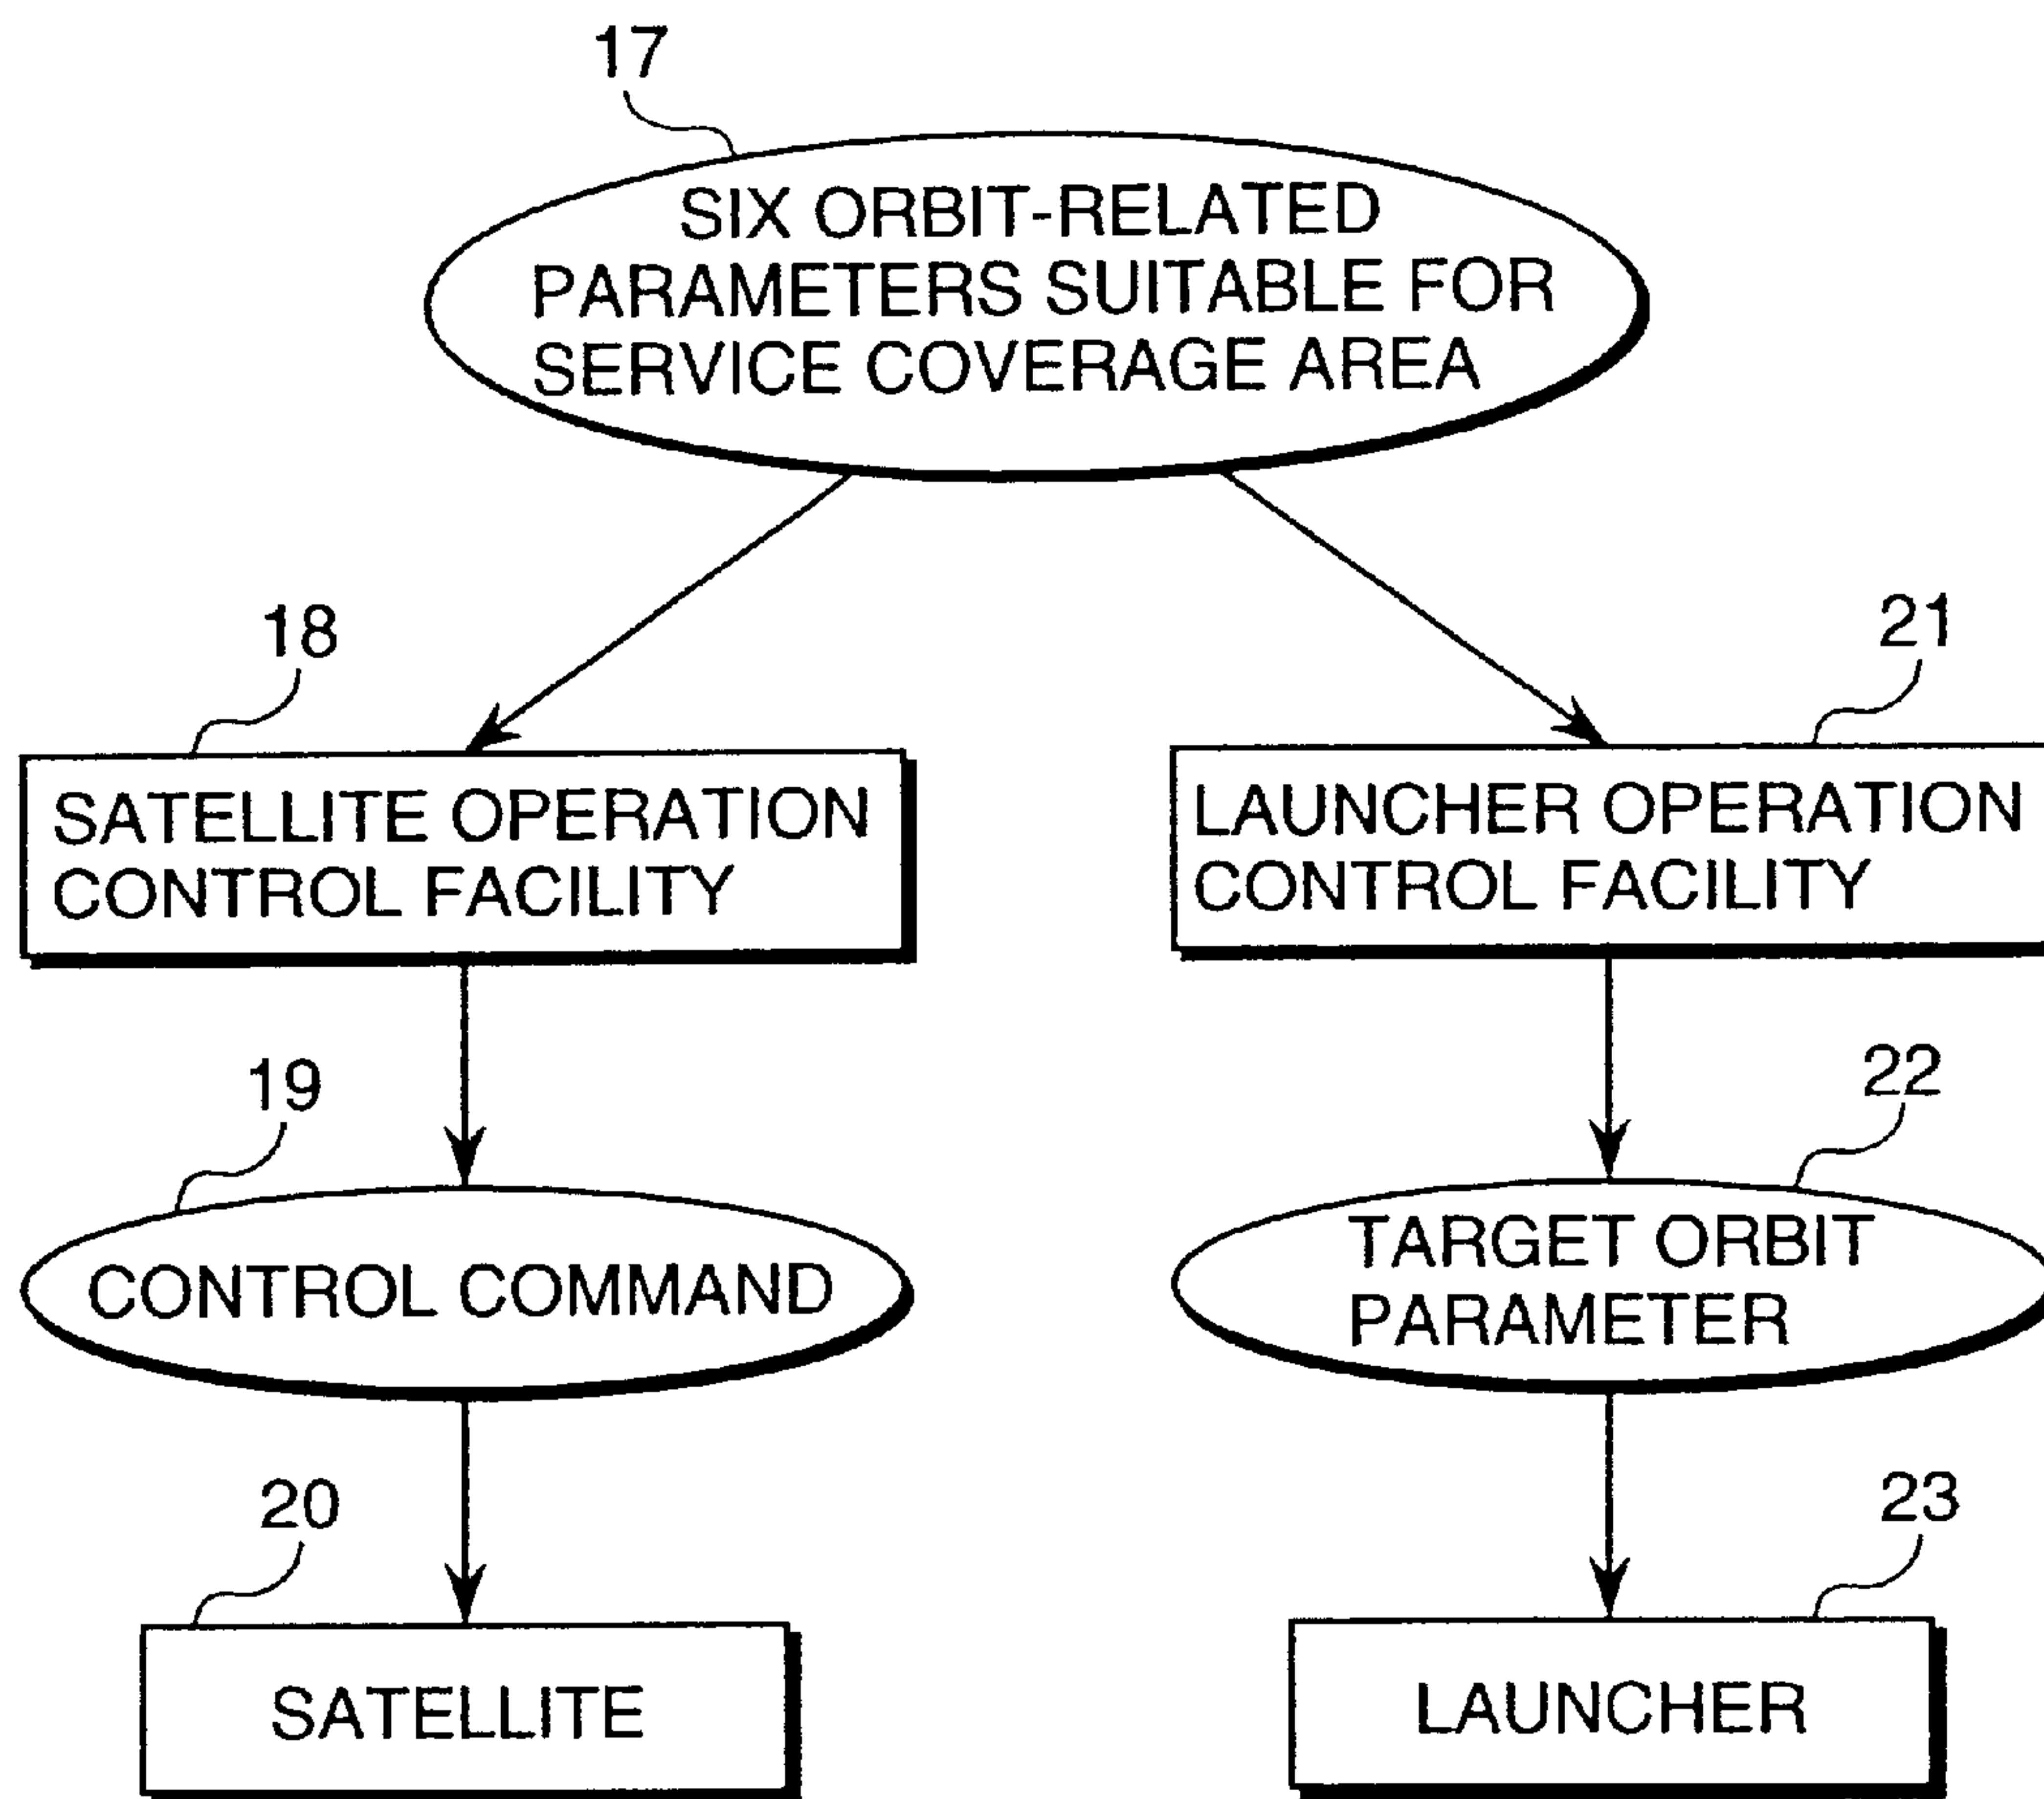 17
SIX ORBIT-RELATED
PARAMETERS SUITABLE FOR
SERVICE COVERAGE AREA
18
SATELLITE OPERATION
CONTROL FACILITY
19
CONTROL COMMAND
20
SATELLITE
21
LAUNCHER OPERATION
CONTROL FACILITY
22
TARGET ORBIT
PARAMETER
23
LAUNCHER